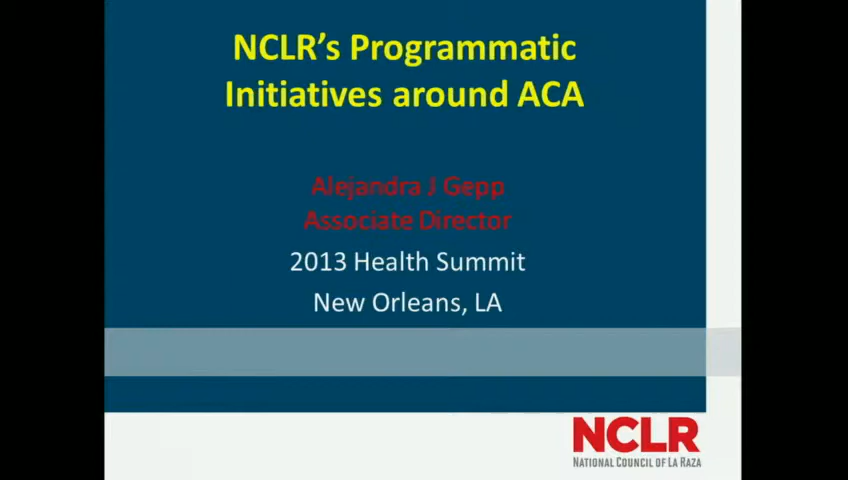 NCLR’s Programmatic
Initiatives around ACA
Alejandra J Gepp
Associate Director
2013 Health Summit
New Orleans, LA
NCLR
NATIONAL COUNCIL OF LA RAZA